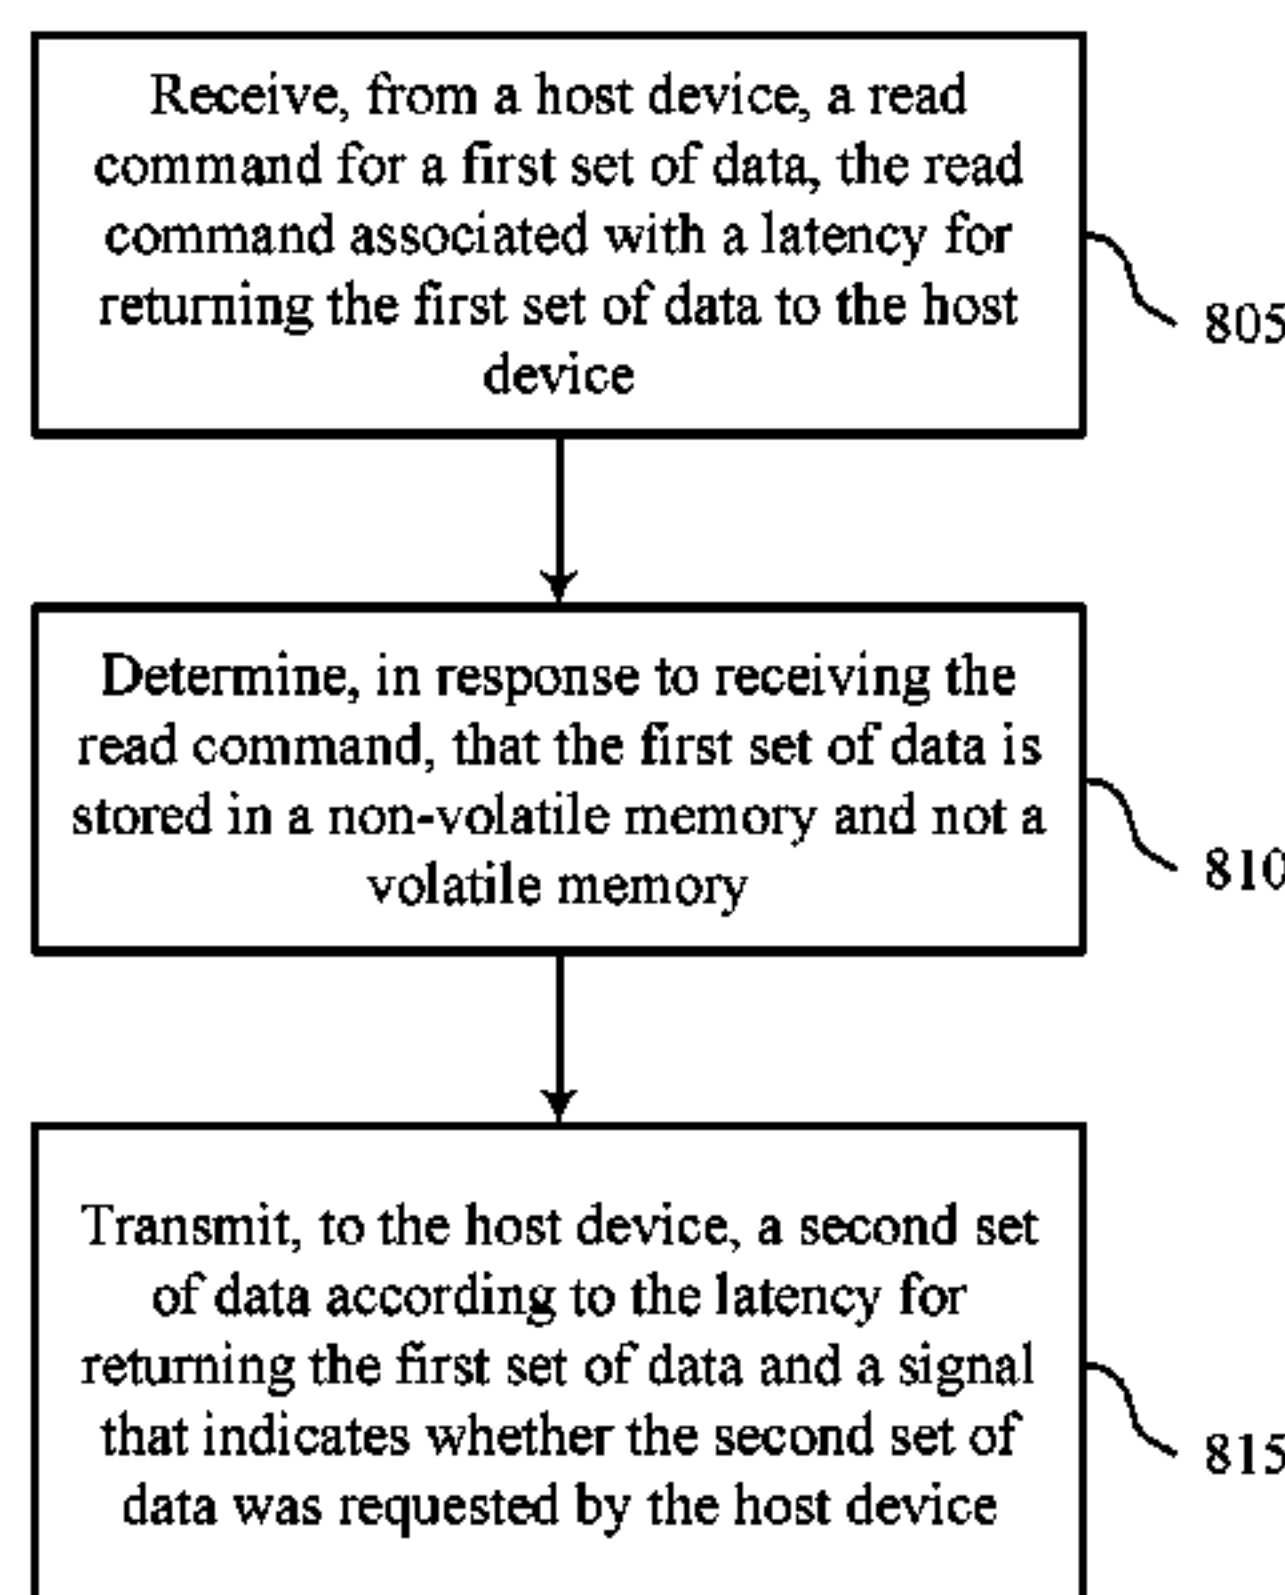 Receive, from a host device, a read
command for a first set of data, the read
command associated with a latency for
returning the first set of data to the host
device
805
Determine, in response to receiving the
read command, that the first set of data is
stored in a non-volatile memory and not a
volatile memory
810
Transmit, to the host device, a second set
of data according to the latency for
returning the first set of data and a signal
that indicates whether the second set of
data was requested by the host device
815